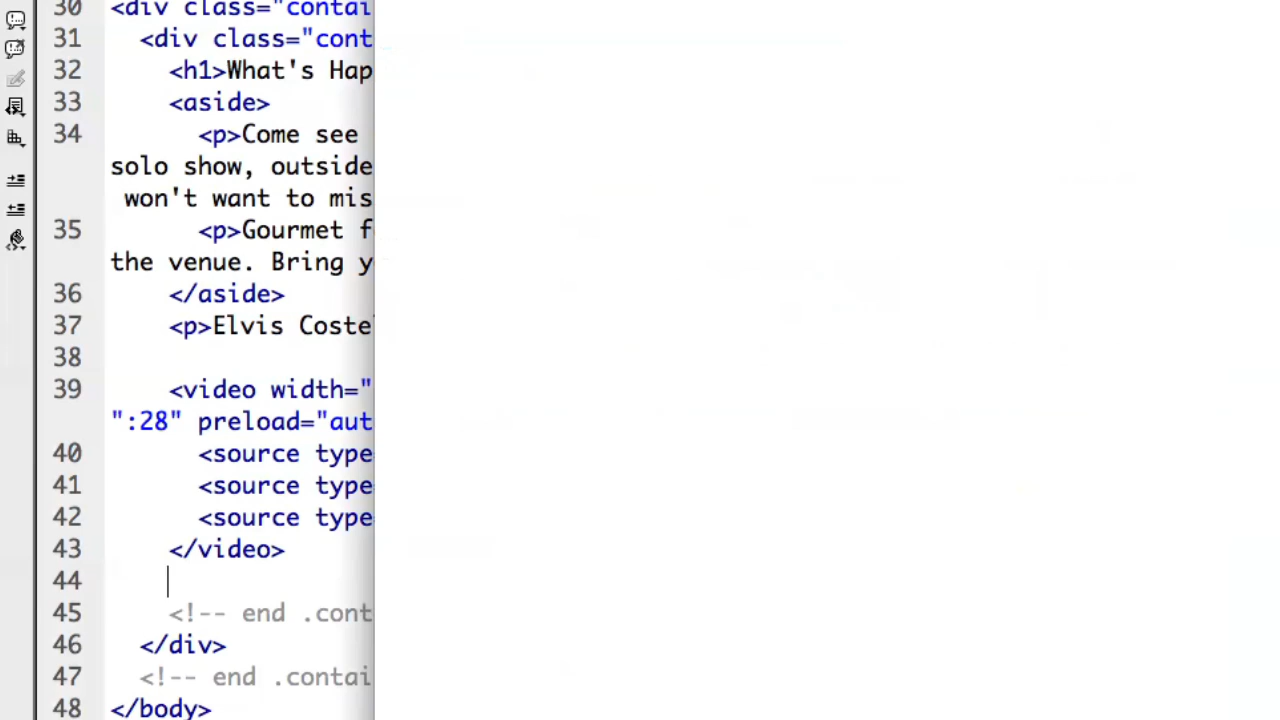 30 <div class="contai
31 <div class="cont
32 <h1>What's Hap
33 <aside>
34 <p>Come see
solo show, outside
won't want to mis
35 <p>Gourmet f
the venue. Bring y
36 </aside>
37 <p>Elvis Costel
38
39 <video width="
":28" preload="aut
40 <source type
41 <source type
42 <source type
43 </video>
44
45 <!-- end .cont
46 </div>
47 <!-- end .contai
48 </body>